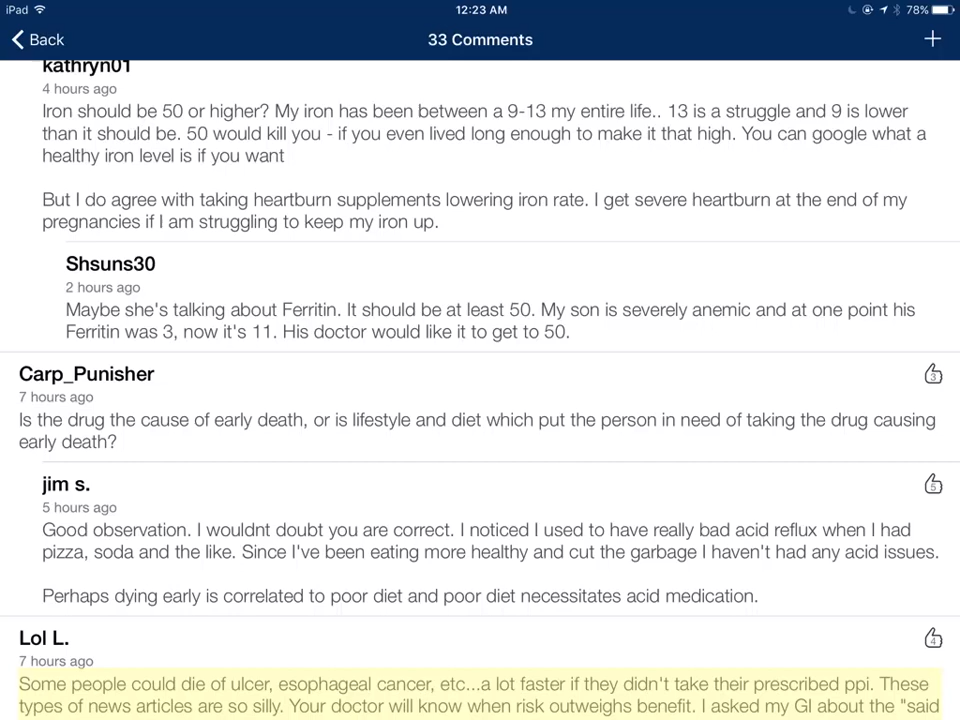 iPad 12:23 AM 78%
Back 33 Comments +
kathryn01
4 hours ago
Iron should be 50 or higher? My iron has been between a 9-13 my entire life.. 13 is a struggle and 9 is lower
than it should be. 50 would kill you - if you even lived long enough to make it that high. You can google what a
healthy iron level is if you want
But I do agree with taking heartburn supplements lowering iron rate. I get severe heartburn at the end of my
pregnancies if I am struggling to keep my iron up.
Shsuns30
2 hours ago
Maybe she's talking about Ferritin. It should be at least 50. My son is severely anemic and at one point his
Ferritin was 3, now it's 11. His doctor would like it to get to 50.
Carp_Punisher
3
7 hours ago
Is the drug the cause of early death, or is lifestyle and diet which put the person in need of taking the drug causing
early death?
jim s.
5
5 hours ago
Good observation. I wouldnt doubt you are correct. I noticed I used to have really bad acid reflux when I had
pizza, soda and the like. Since I've been eating more healthy and cut the garbage I haven't had any acid issues.
Perhaps dying early is correlated to poor diet and poor diet necessitates acid medication.
Lol L.
4
7 hours ago
Some people could die of ulcer, esophageal cancer, etc...a lot faster if they didn't take their prescribed ppi. These
types of news articles are so silly. Your doctor will know when risk outweighs benefit. I asked my GI about the "said